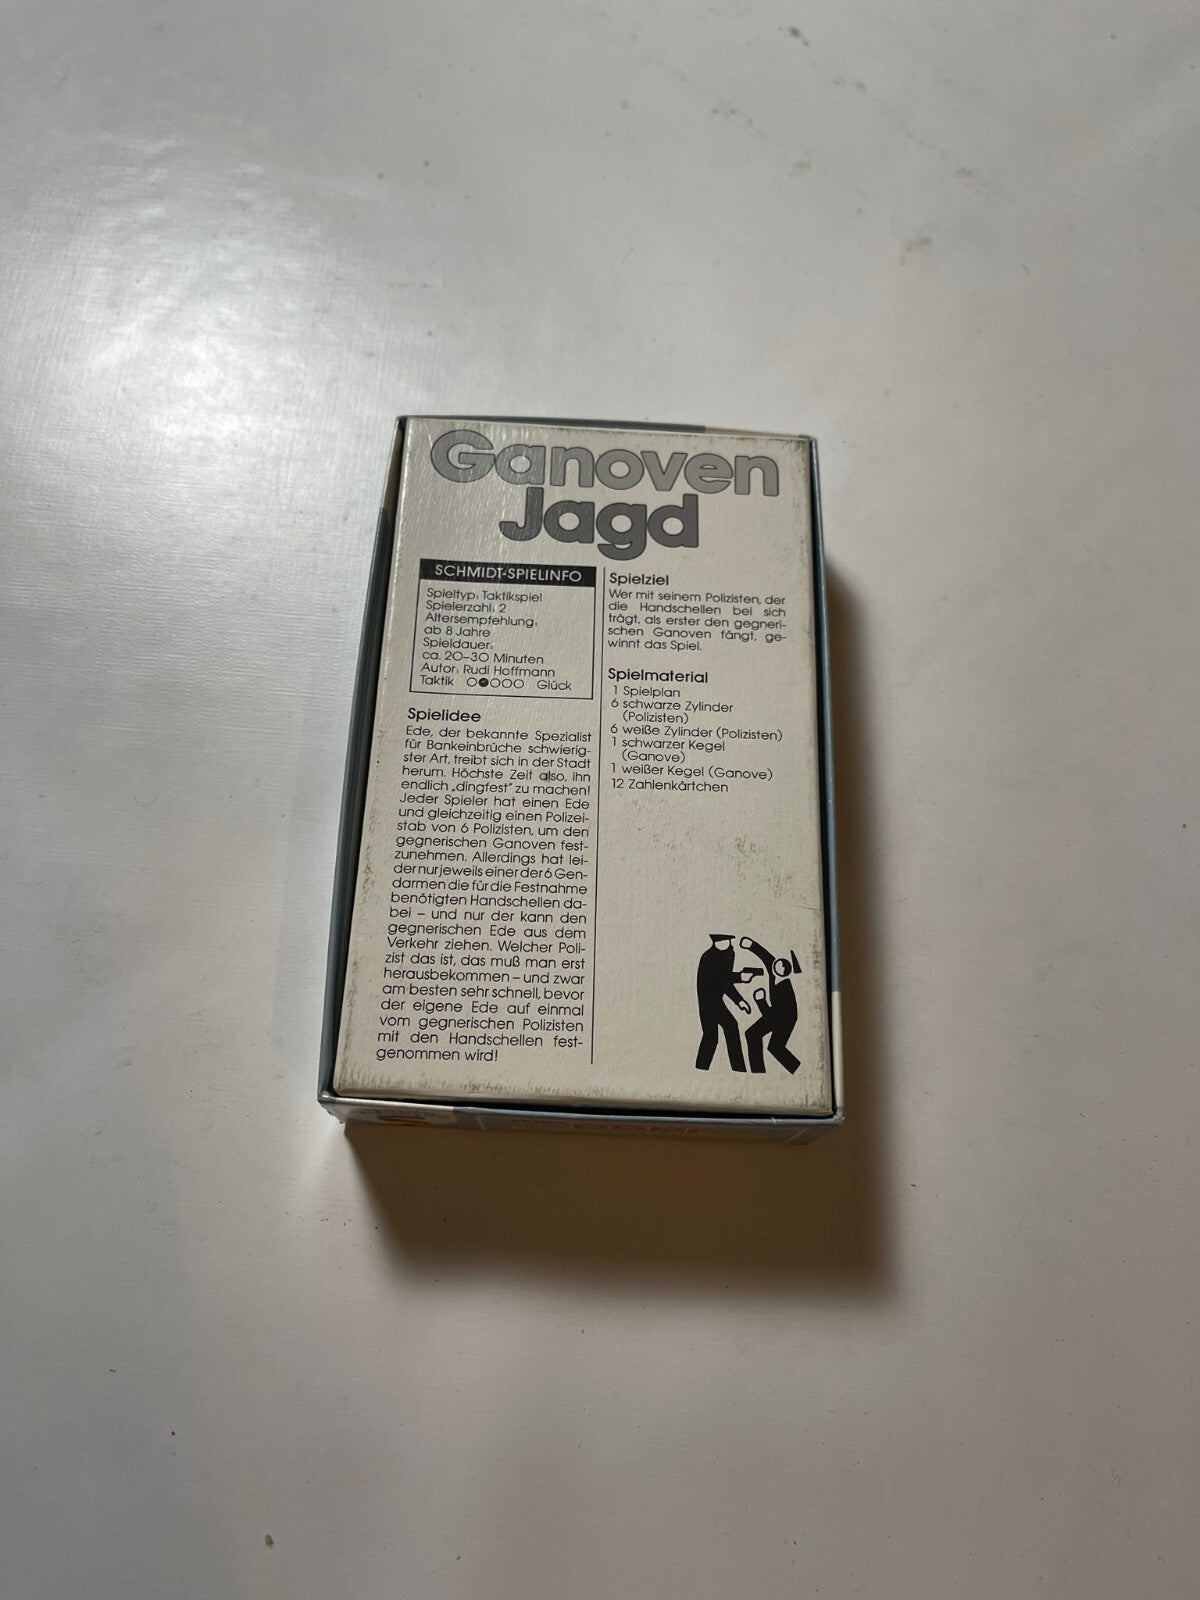 Ganoven
Jagd
SCHMIDT-SPIELINFO
Spieltyp: Taktikspiel
Spielerzahl: 2
Altersempfehlung:
ab 8 Jahre
Spieldauer:
ca. 20–30 Minuten
Autor: Rudi Hoffmann
Taktik ○●○○○ Glück
Spielidee
Ede, der bekannte Spezialist
für Bankeinbrüche schwierig-
ster Art, treibt sich in der Stadt
herum. Höchste Zeit also, ihn
endlich „dingfest" zu machen!
Jeder Spieler hat einen Ede
und gleichzeitig einen Polizei-
stab von 6 Polizisten, um den
gegnerischen Ganoven fest-
zunehmen. Allerdings hat lei-
der nur jeweils einer der 6 Gen-
darmen die für die Festnahme
benötigten Handschellen da-
bei – und nur der kann den
gegnerischen Ede aus dem
Verkehr ziehen. Welcher Poli-
zist das ist, das muß man erst
herausbekommen – und zwar
am besten sehr schnell, bevor
der eigene Ede auf einmal
vom gegnerischen Polizisten
mit den Handschellen fest-
genommen wird!
Spielziel
Wer mit seinem Polizisten, der
die Handschellen bei sich
trägt, als erster den gegneri-
schen Ganoven fängt, ge-
winnt das Spiel.
Spielmaterial
1 Spielplan
6 schwarze Zylinder
(Polizisten)
6 weiße Zylinder (Polizisten)
1 schwarzer Kegel
(Ganove)
1 weißer Kegel (Ganove)
12 Zahlenkärtchen